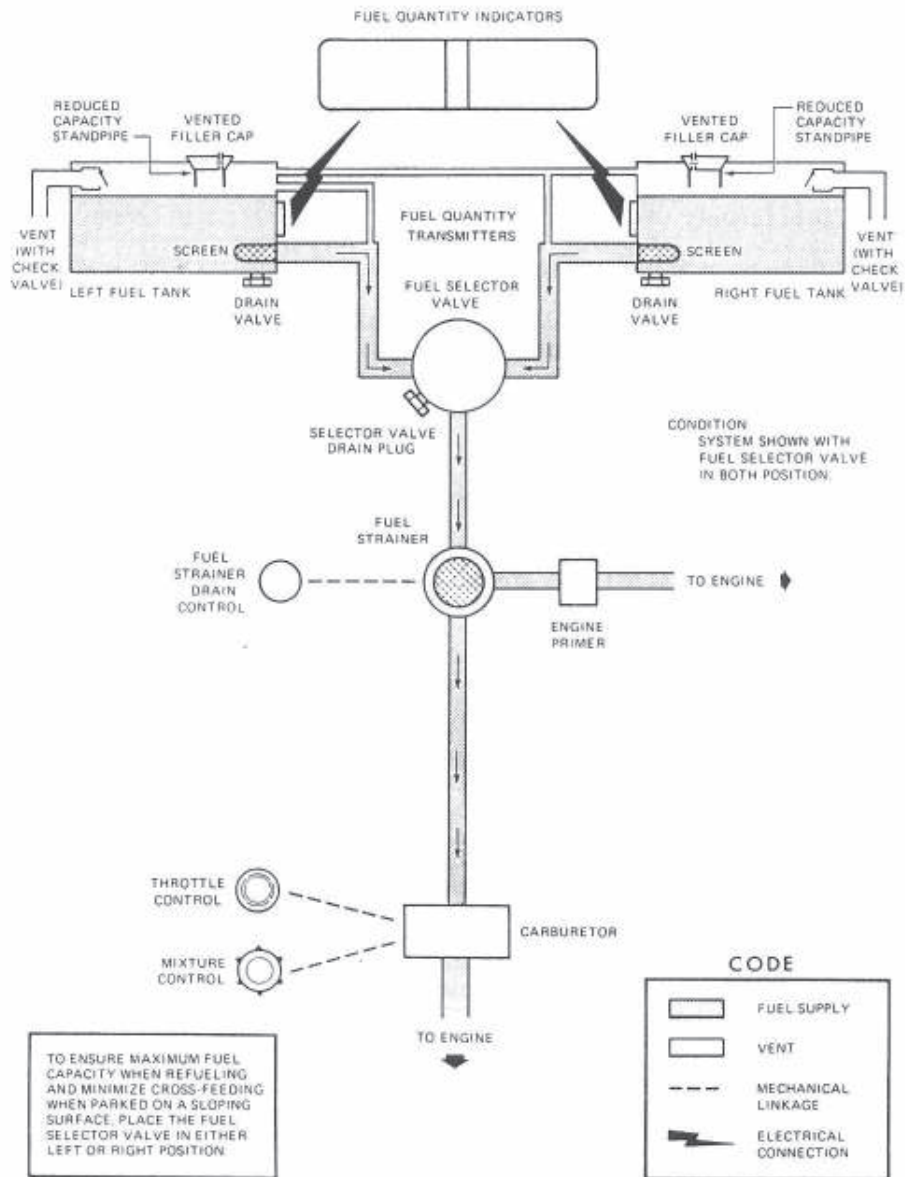 FUEL QUANTITY INDICATORS
REDUCED
CAPACITY
STANDPIPE
VENTED
FILLER CAP
VENTED
FILLER CAP
REDUCED
CAPACITY
STANDPIPE
VENT
(WITH
CHECK
VALVE)
SCREEN
FUEL QUANTITY
TRANSMITTERS
SCREEN
VENT
(WITH
CHECK
VALVE)
LEFT FUEL TANK
DRAIN
VALVE
FUEL SELECTOR
VALVE
DRAIN
VALVE
RIGHT FUEL TANK
SELECTOR VALVE
DRAIN PLUG
CONDITION
SYSTEM SHOWN WITH
FUEL SELECTOR VALVE
IN BOTH POSITION.
FUEL
STRAINER
FUEL
STRAINER
DRAIN
CONTROL
TO ENGINE
ENGINE
PRIMER
THROTTLE
CONTROL
CARBURETOR
MIXTURE
CONTROL
TO ENGINE
CODE
FUEL SUPPLY
VENT
MECHANICAL
LINKAGE
ELECTRICAL
CONNECTION
TO ENSURE MAXIMUM FUEL
CAPACITY WHEN REFUELING
AND MINIMIZE CROSS-FEEDING
WHEN PARKED ON A SLOPING
SURFACE, PLACE THE FUEL
SELECTOR VALVE IN EITHER
LEFT OR RIGHT POSITION